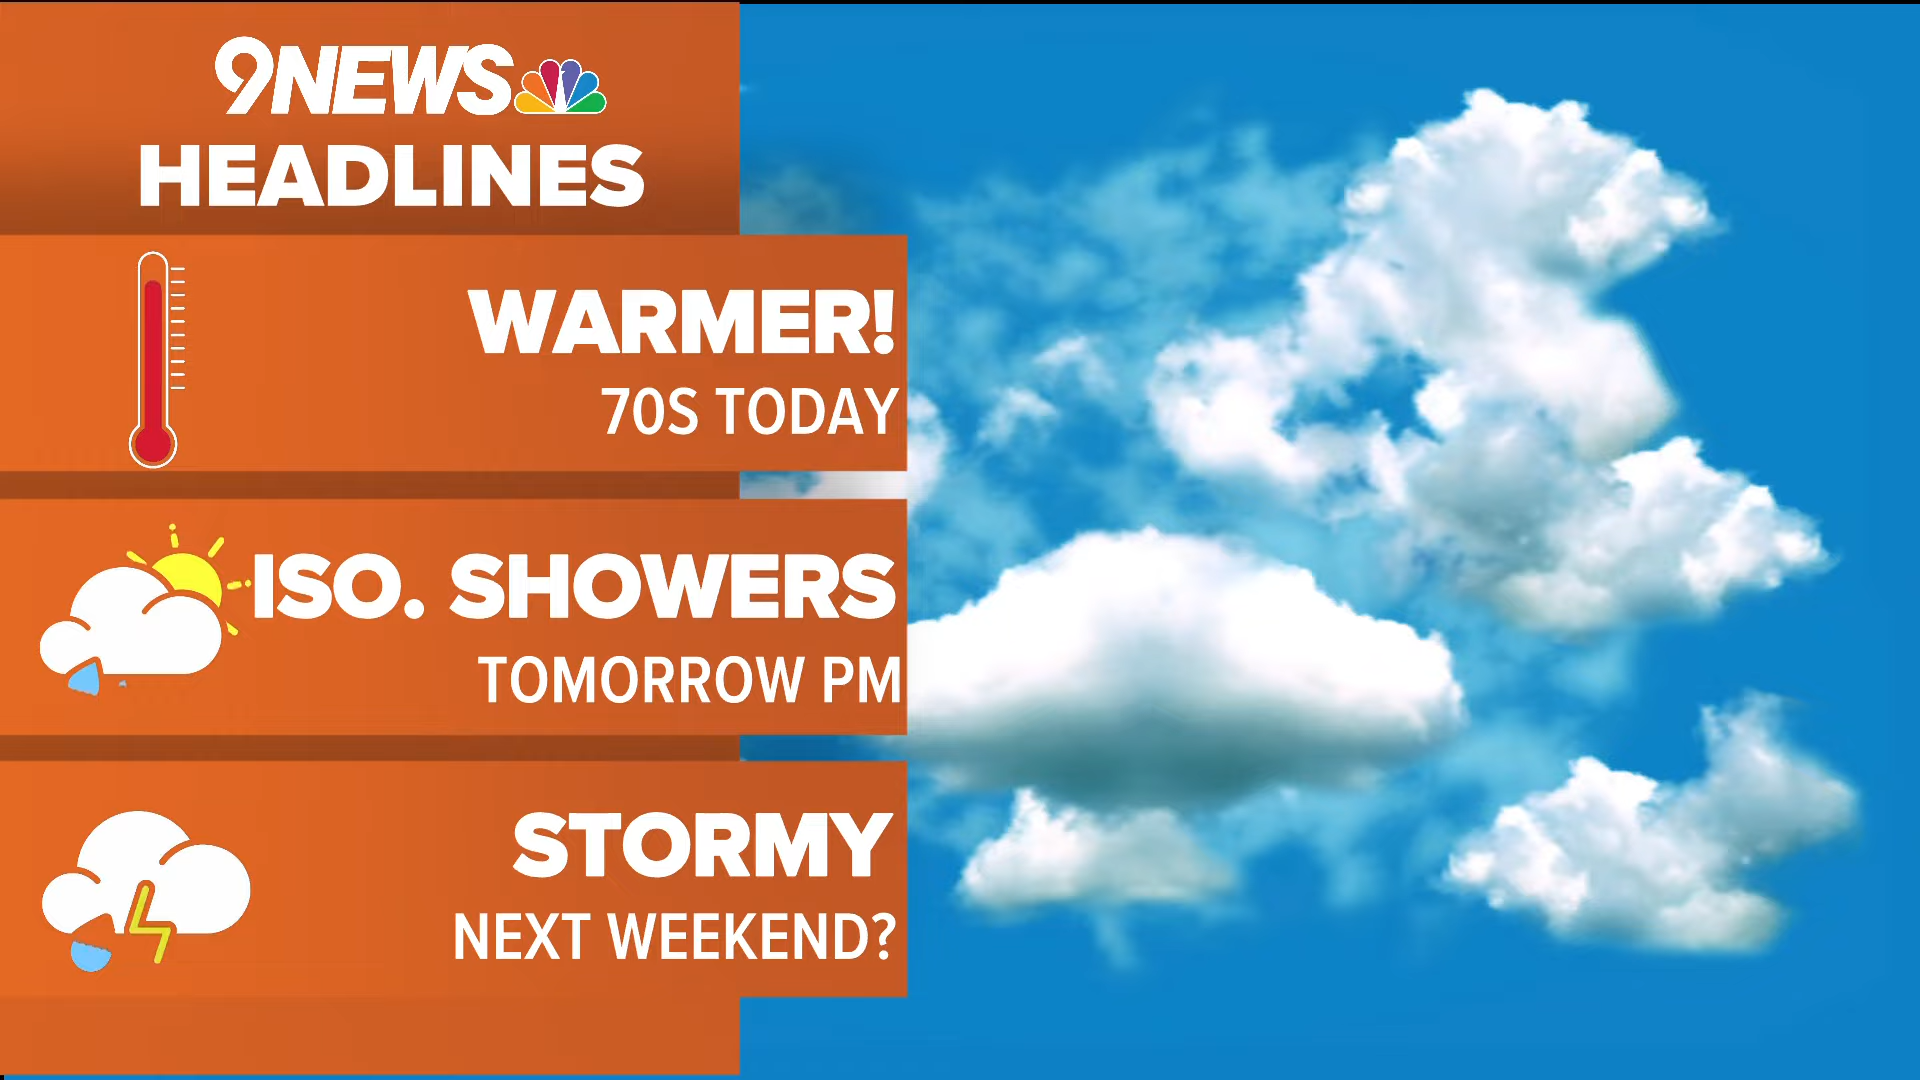 9NEWS
HEADLINES
WARMER!
70S TODAY
ISO. SHOWERS
TOMORROW PM
STORMY
NEXT WEEKEND?